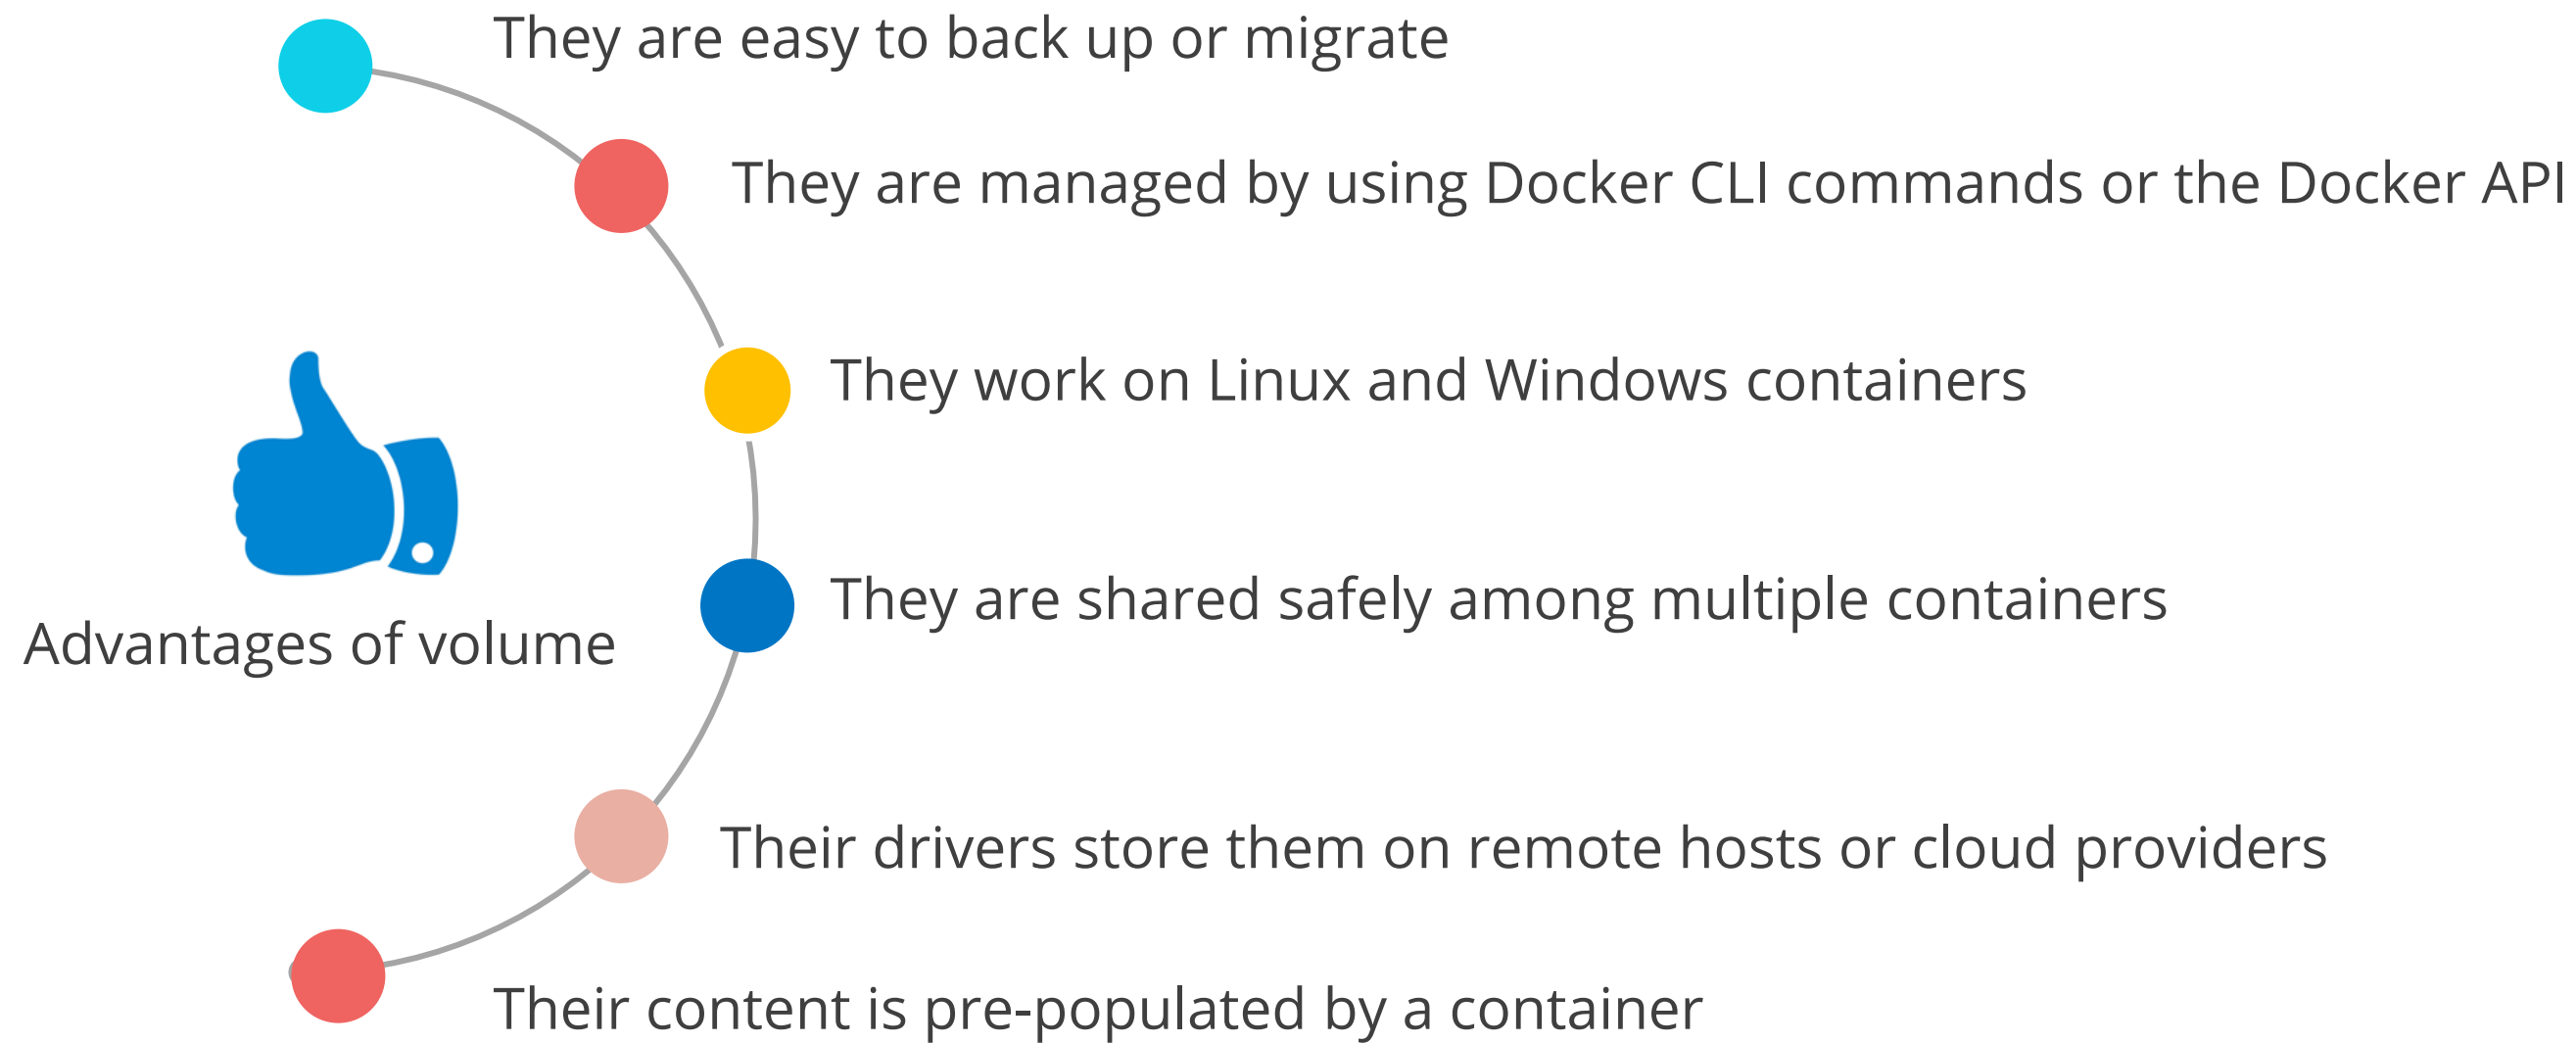 They are easy to back up or migrate
They are managed by using Docker CLI commands or the Docker API
They work on Linux and Windows containers
They are shared safely among multiple containers
Advantages of volume
Their drivers store them on remote hosts or cloud providers
Their content is pre-populated by a container